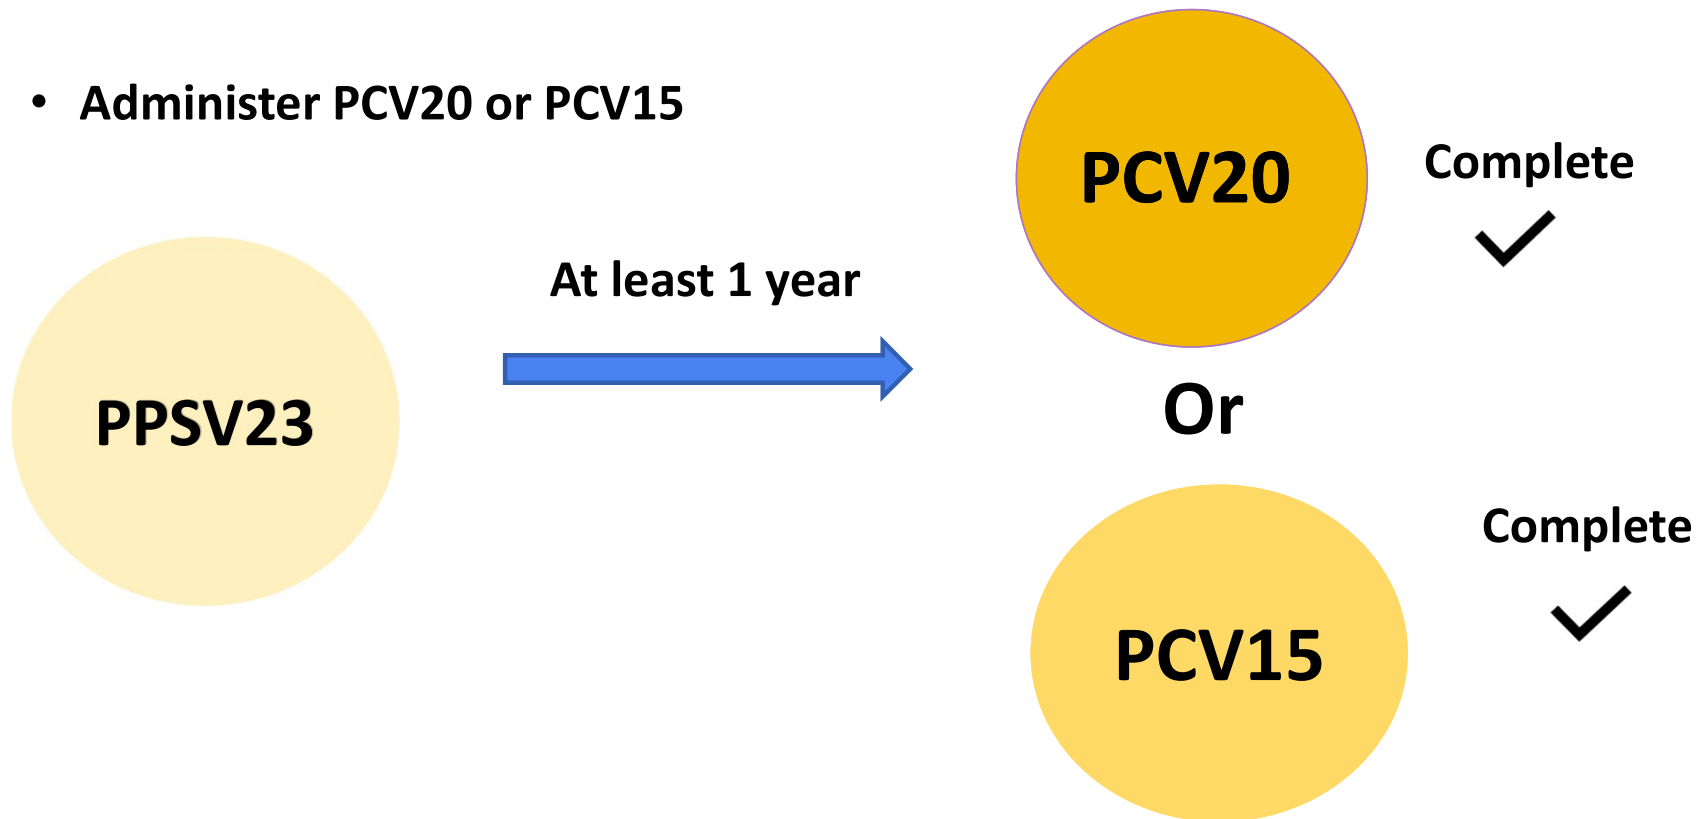 • Administer PCV20 or PCV15
PPSV23
At least 1 year
PCV20
Complete
Or
PCV15
Complete